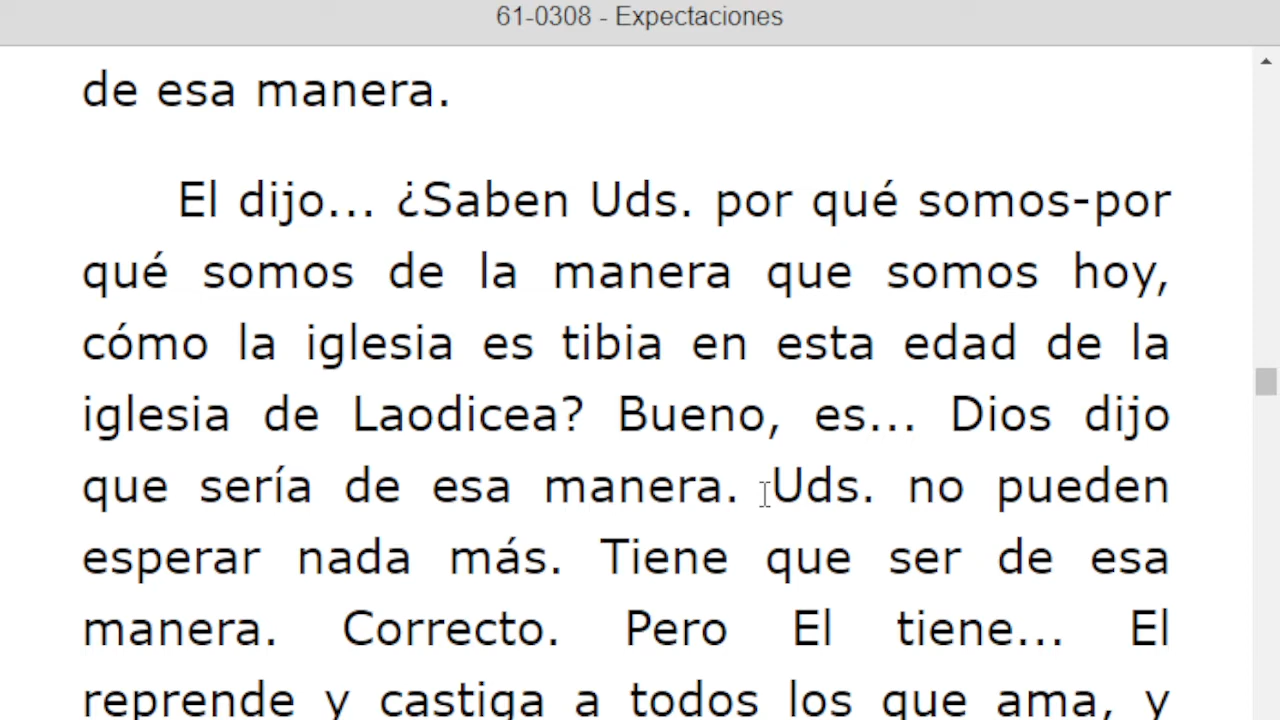 61-0308 - Expectaciones
de esa manera.
El dijo... ¿Saben Uds. por qué somos-por
qué somos de la manera que somos hoy,
cómo la iglesia es tibia en esta edad de la
iglesia de Laodicea? Bueno, es... Dios dijo
que sería de esa manera. Uds. no pueden
esperar nada más. Tiene que ser de esa
manera. Correcto. Pero El tiene... El
reprende y castiga a todos los que ama, y